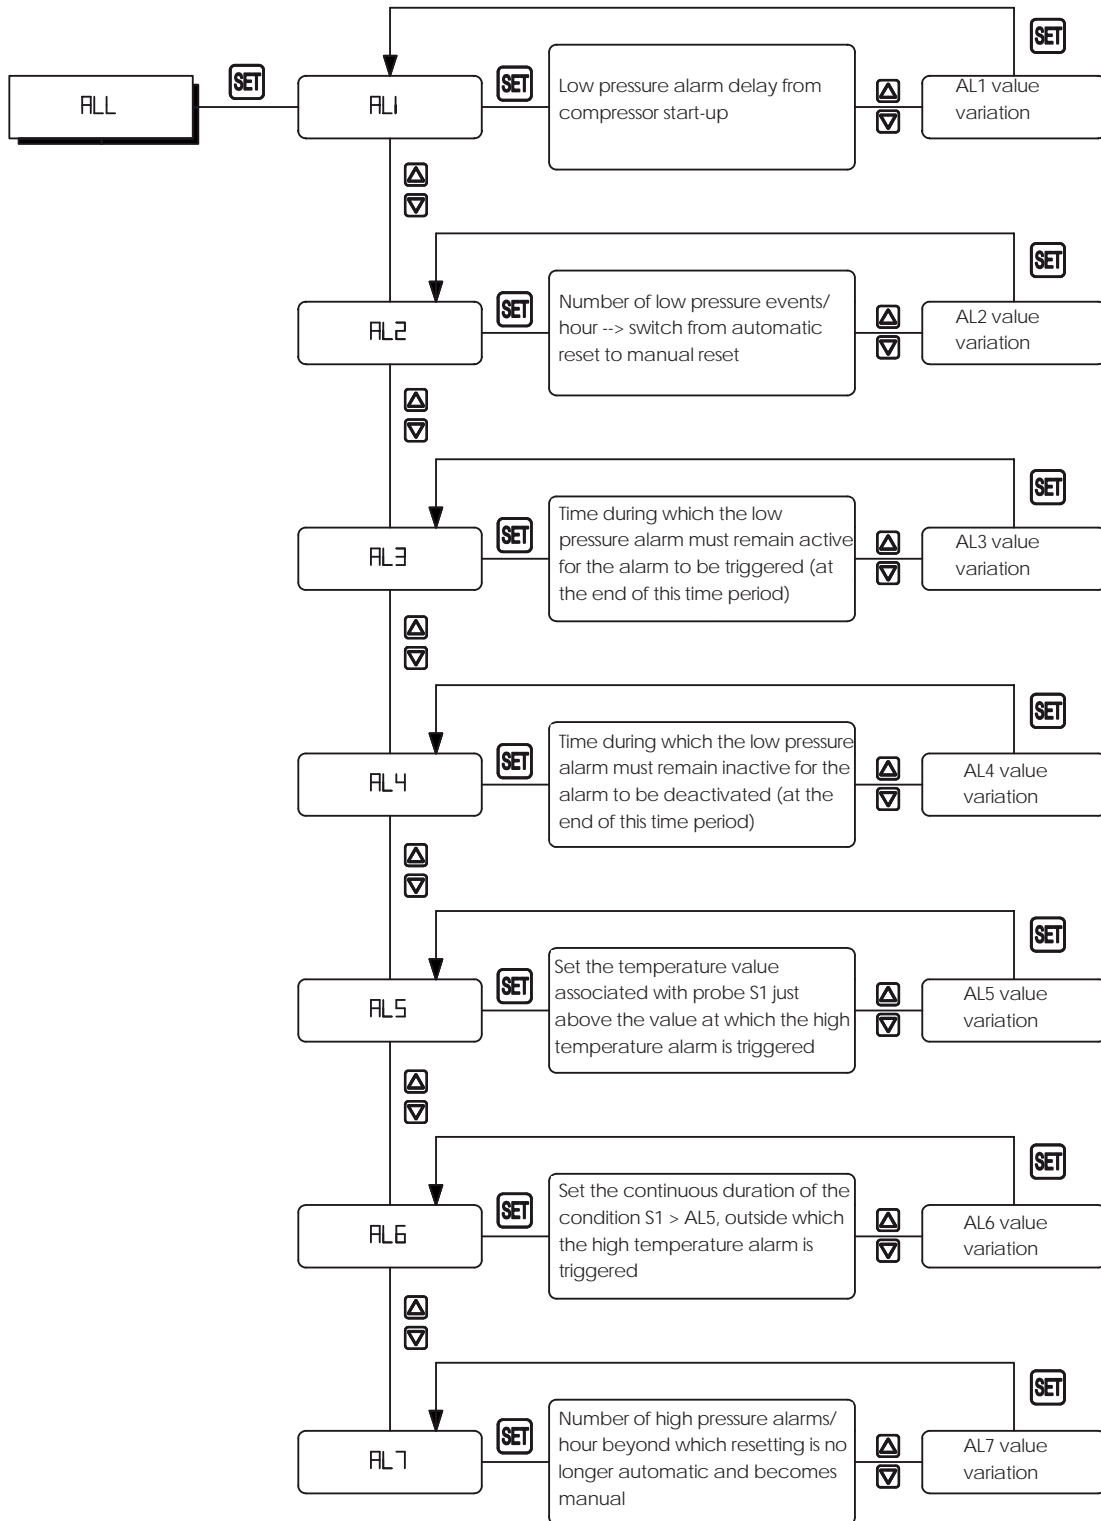 SET
ALL
SET
AL1
SET
Low pressure alarm delay from
compressor start-up
AL1 value
variation
SET
AL2
SET
Number of low pressure events/
hour --> switch from automatic
reset to manual reset
AL2 value
variation
SET
AL3
SET
Time during which the low
pressure alarm must remain active
for the alarm to be triggered (at
the end of this time period)
AL3 value
variation
SET
AL4
SET
Time during which the low pressure
alarm must remain inactive for the
alarm to be deactivated (at the
end of this time period)
AL4 value
variation
SET
AL5
SET
Set the temperature value
associated with probe S1 just
above the value at which the high
temperature alarm is triggered
AL5 value
variation
SET
AL6
SET
Set the continuous duration of the
condition S1 > AL5, outside which
the high temperature alarm is
triggered
AL6 value
variation
SET
AL7
SET
Number of high pressure alarms/
hour beyond which resetting is no
longer automatic and becomes
manual
AL7 value
variation